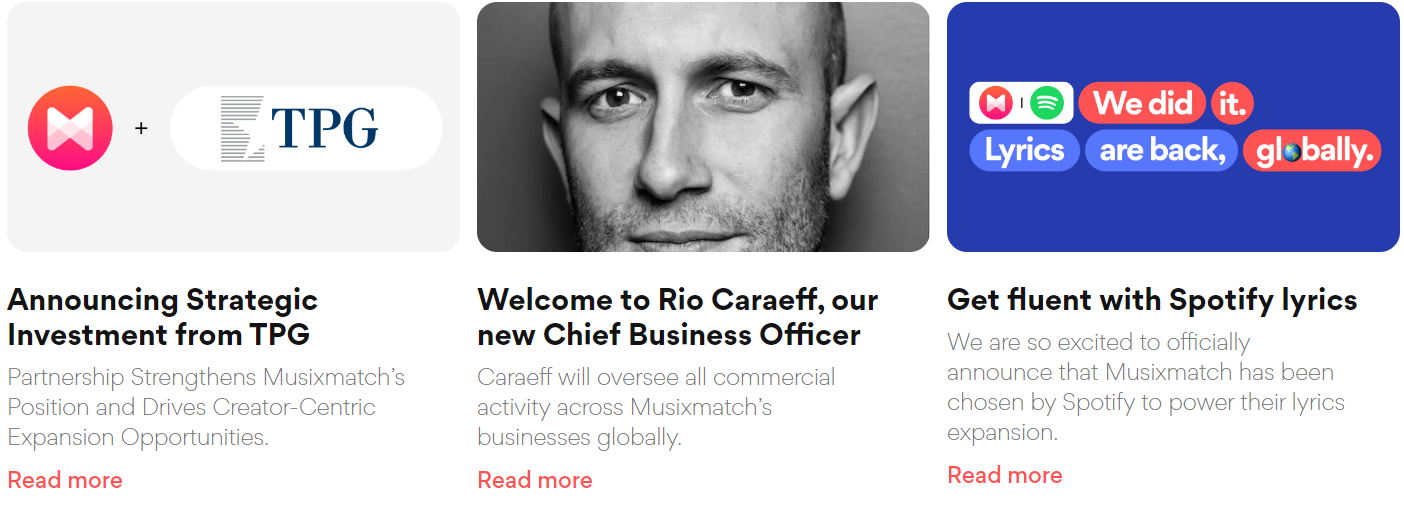 +
TPG
Announcing Strategic
Investment from TPG
Partnership Strengthens Musixmatch’s
Position and Drives Creator-Centric
Expansion Opportunities.
Read more
Welcome to Rio Caraeff, our
new Chief Business Officer
Caraeff will oversee all commercial
activity across Musixmatch’s
businesses globally.
Read more
We did it.
Lyrics are back, globally.
Get fluent with Spotify lyrics
We are so excited to officially
announce that Musixmatch has been
chosen by Spotify to power their lyrics
expansion.
Read more